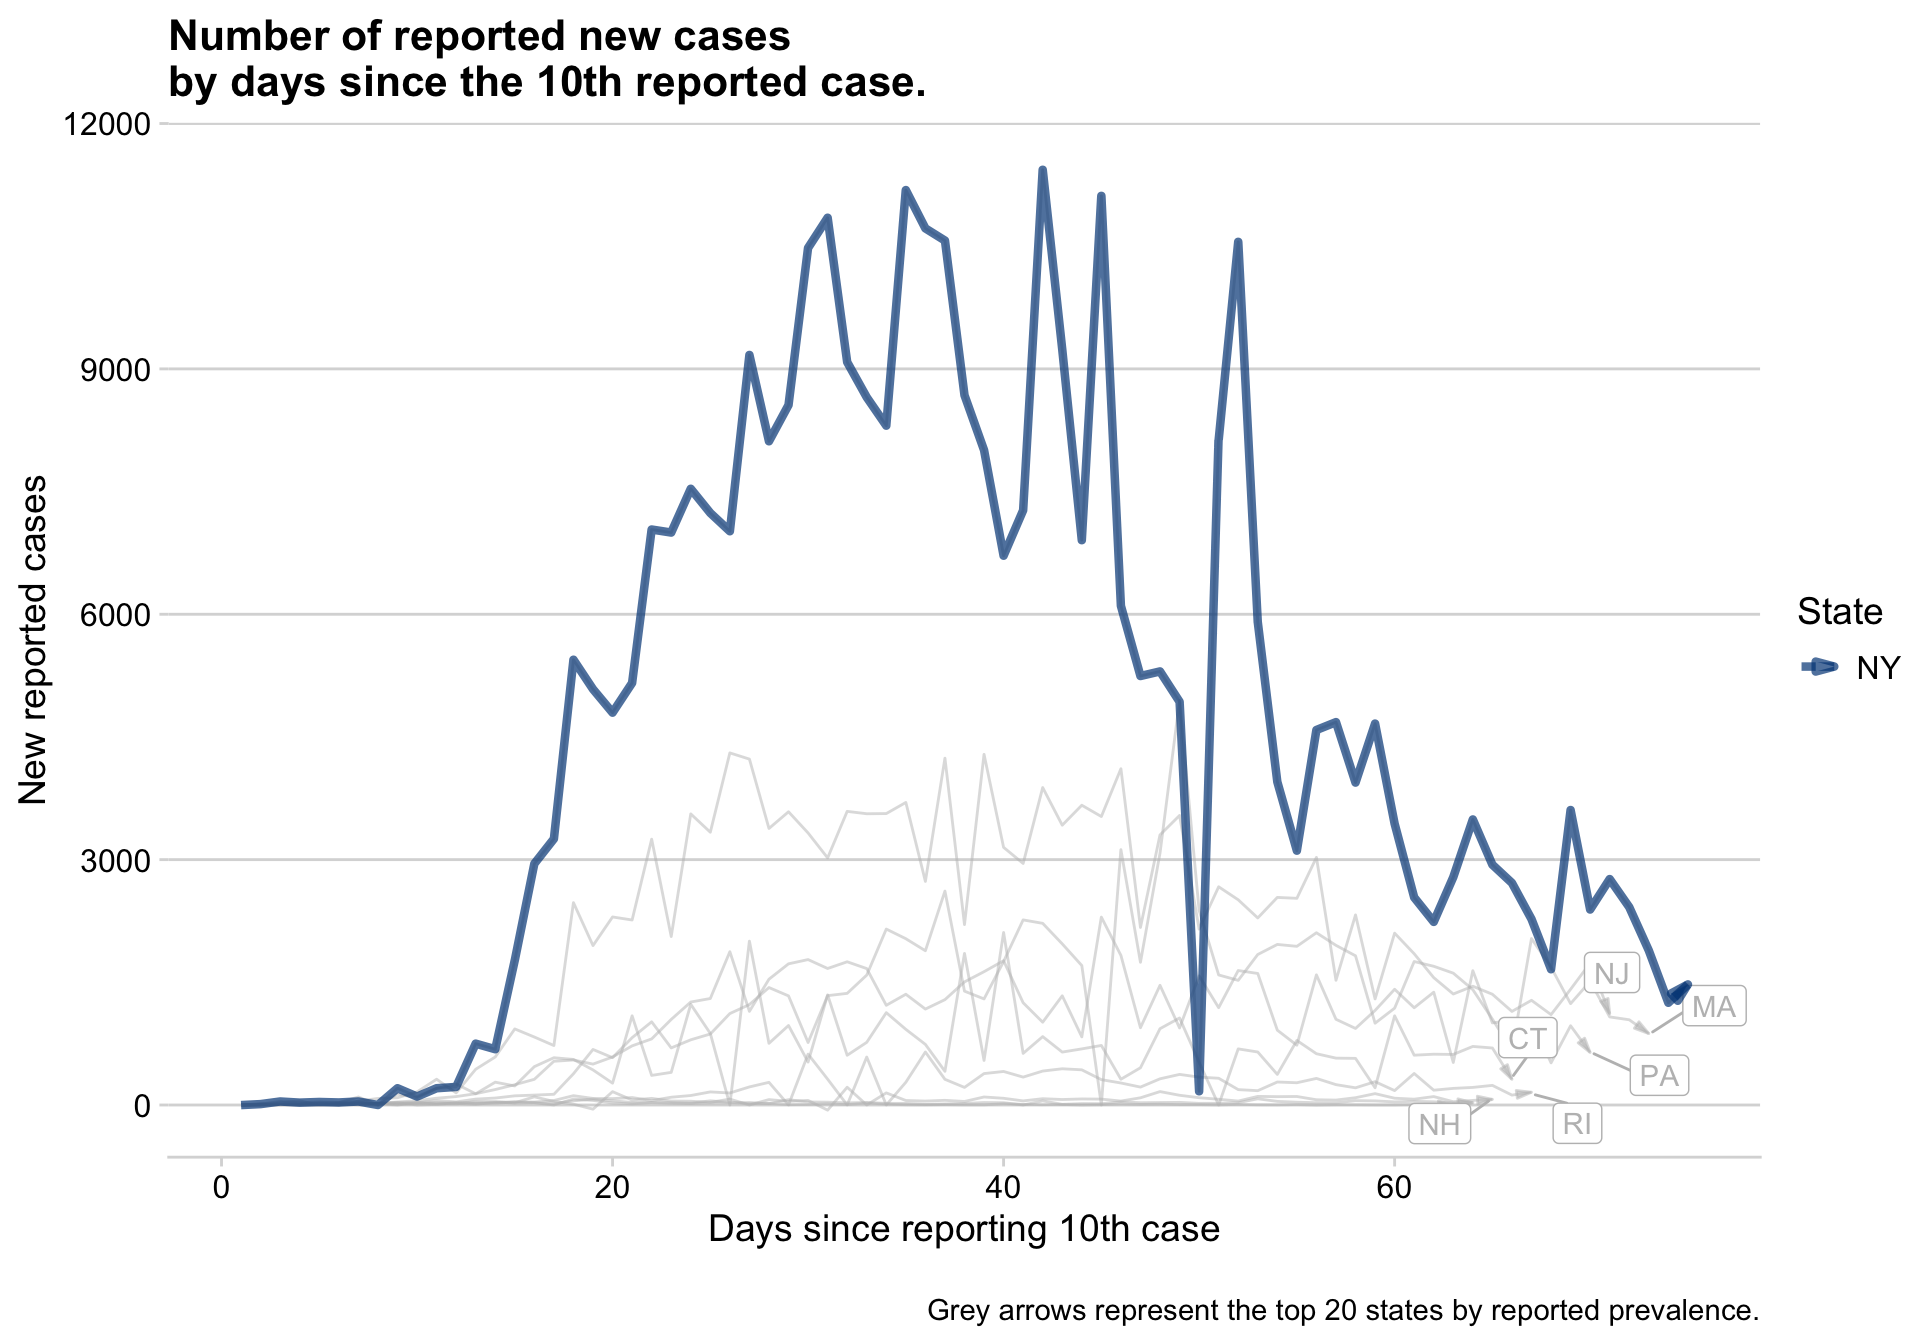 Number of reported new cases
by days since the 10th reported case.
12000
9000
6000
3000
0
New reported cases
NJ
MA
CT
PA
NH
RI
State
NY
0
20
40
60
Days since reporting 10th case
Grey arrows represent the top 20 states by reported prevalence.